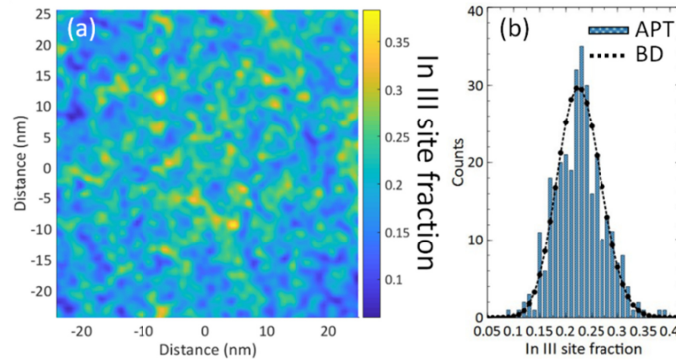 (a)
25
20
15
10
5
0
-5
-10
-15
-20
Distance (nm)
-20 -10 0 10 20
Distance (nm)
0.35
0.3
0.25
0.2
0.15
0.1
In III site fraction
(b)
APT
BD
40
30
20
10
0
Counts
0.05 0.1 0.15 0.2 0.25 0.3 0.35 0.4
In III site fraction